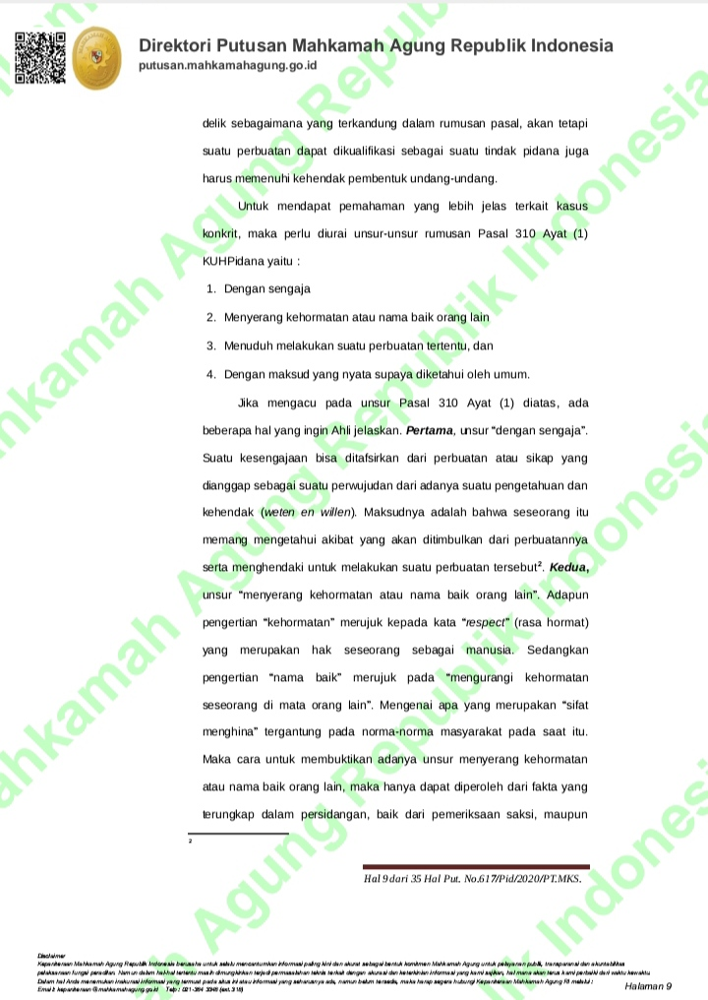 Direktori Putusan Mahkamah Agung Republik Indonesia
putusan.mahkamahagung.go.id
delik sebagaimana yang terkandung dalam rumusan pasal, akan tetapi
suatu perbuatan dapat dikualifikasi sebagai suatu tindak pidana juga
harus memenuhi kehendak pembentuk undang-undang.
Untuk mendapat pemahaman yang lebih jelas terkait kasus
konkrit, maka perlu diurai unsur-unsur rumusan Pasal 310 Ayat (1)
KUHPidana yaitu :
1. Dengan sengaja
2. Menyerang kehormatan atau nama baik orang lain
3. Menuduh melakukan suatu perbuatan tertentu, dan
4. Dengan maksud yang nyata supaya diketahui oleh umum.
Jika mengacu pada unsur Pasal 310 Ayat (1) diatas, ada
beberapa hal yang ingin Ahli jelaskan. Pertama, unsur “dengan sengaja”.
Suatu kesengajaan bisa ditafsirkan dari perbuatan atau sikap yang
dianggap sebagai suatu perwujudan dari adanya suatu pengetahuan dan
kehendak (weten en willen). Maksudnya adalah bahwa seseorang itu
memang mengetahui akibat yang akan ditimbulkan dari perbuatannya
serta menghendaki untuk melakukan suatu perbuatan tersebut². Kedua,
unsur “menyerang kehormatan atau nama baik orang lain”. Adapun
pengertian “kehormatan” merujuk kepada kata “respect” (rasa hormat)
yang merupakan hak seseorang sebagai manusia. Sedangkan
pengertian “nama baik” merujuk pada “mengurangi kehormatan
seseorang di mata orang lain”. Mengenai apa yang merupakan “sifat
menghina” tergantung pada norma-norma masyarakat pada saat itu.
Maka cara untuk membuktikan adanya unsur menyerang kehormatan
atau nama baik orang lain, maka hanya dapat diperoleh dari fakta yang
terungkap dalam persidangan, baik dari pemeriksaan saksi, maupun
2
Hal 9 dari 35 Hal Put. No.617/Pid/2020/PT.MKS.
Disclaimer
Kepaniteraan Mahkamah Agung Republik Indonesia berusaha untuk selalu mencantumkan informasi paling kini dan akurat sebagai bentuk komitmen Mahkamah Agung untuk pelayanan publik, transparansi dan akuntabilitas
pelaksanaan fungsi peradilan. Namun dalam hal-hal tertentu masih dimungkinkan terjadi permasalahan teknis terkait dengan akurasi dan keterkinian informasi yang kami sajikan, hal mana akan terus kami perbaiki dari waktu kewaktu.
Dalam hal Anda menemukan inakurasi informasi yang termuat pada situs ini atau informasi yang seharusnya ada, namun belum tersedia, maka harap segera hubungi Kepaniteraan Mahkamah Agung RI melalui :
Email : kepaniteraan@mahkamahagung.go.id Telp : 021-384 3348 (ext.318)
Halaman 9
Mahkamah Agung Republik Indonesia
Mahkamah Agung Republik Indonesia
Mahkamah Agung Republik Indonesia